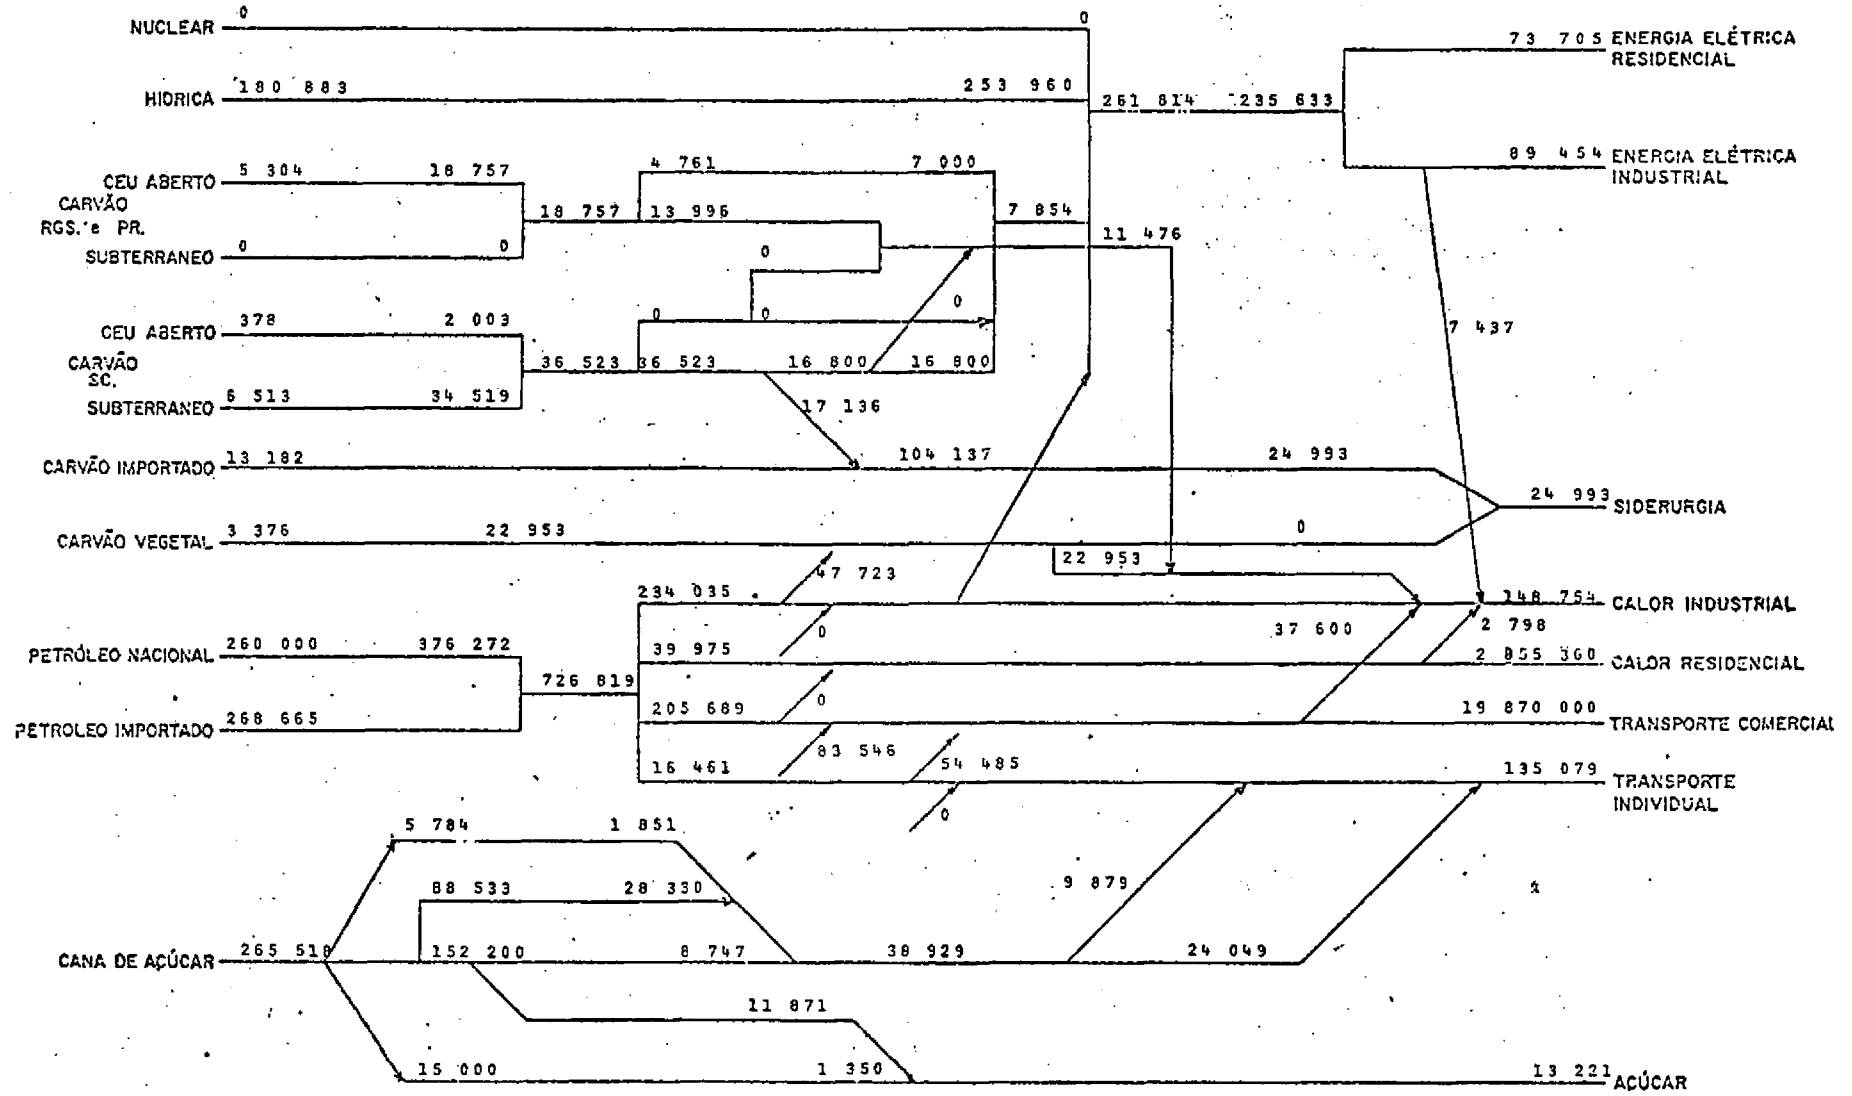 0
0
NUCLEAR
73 705 ENERGIA ELÉTRICA
RESIDENCIAL
HIDRICA
180 883
253 960
261 814
235 633
89 454 ENERGIA ELÉTRICA
INDUSTRIAL
CEU ABERTO
5 304
18 757
4 761
7 000
CARVÃO
RGS. e PR.
18 757
13 996
7 854
SUBTERRANEO
0
0
0
11 476
CEU ABERTO
378
2 003
0
0
0
7 437
CARVÃO
SC.
36 523
36 523
16 800
16 800
SUBTERRANEO
6 513
34 519
17 136
CARVÃO IMPORTADO
13 182
104 137
24 993
24 993
SIDERURGIA
CARVÃO VEGETAL
3 376
22 953
0
22 953
47 723
234 035
148 754
CALOR INDUSTRIAL
0
37 600
2 798
PETRÓLEO NACIONAL
260 000
376 272
39 975
2 855 360
CALOR RESIDENCIAL
726 819
0
PETROLEO IMPORTADO
268 665
205 689
19 870 000
TRANSPORTE COMERCIAL
83 546
54 485
16 461
135 079
TRANSPORTE
INDIVIDUAL
0
5 784
1 851
88 533
28 330
9 879
CANA DE AÇÚCAR
265 518
152 200
8 747
38 929
24 049
11 871
15 000
1 350
13 221
AÇÚCAR